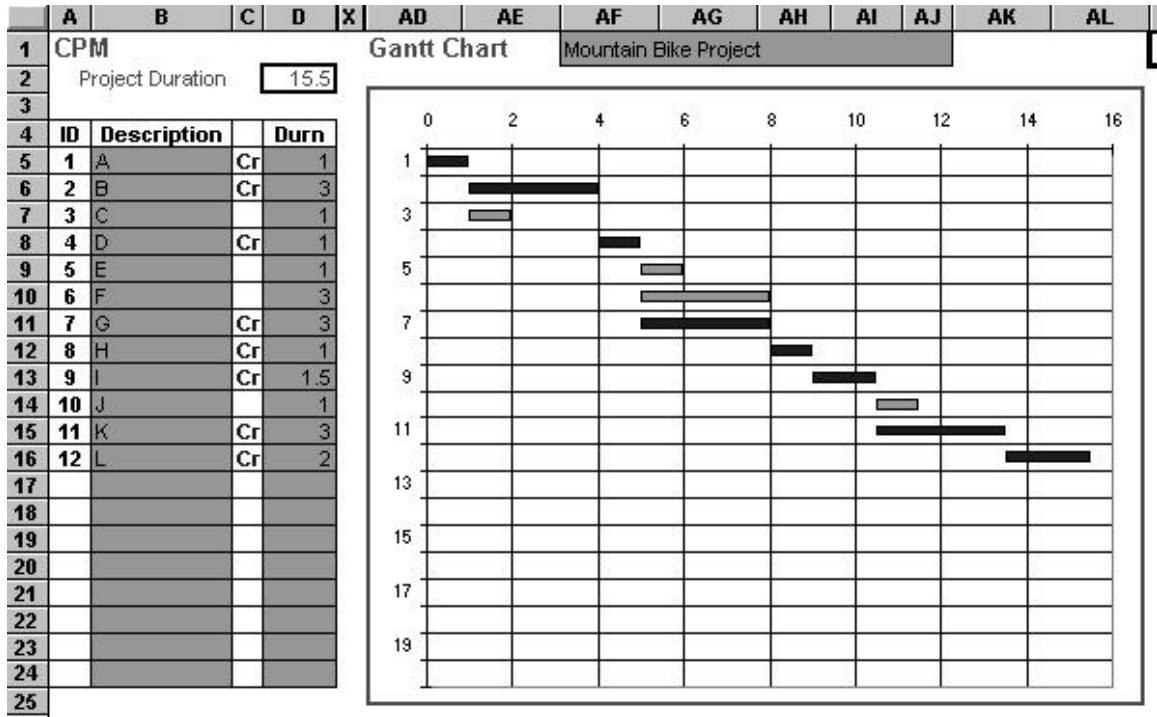 A B C D X AD AE AF AG AH AI AJ AK AL
1 CPM Gantt Chart Mountain Bike Project
2 Project Duration 15.5
3
0 2 4 6 8 10 12 14 16
4 ID Description Durn
5 1 A Cr 1 1
6 2 B Cr 3
7 3 C 1 3
8 4 D Cr 1
9 5 E 1 5
10 6 F 3
11 7 G Cr 3 7
12 8 H Cr 1
13 9 I Cr 1.5 9
14 10 J 1
15 11 K Cr 3 11
16 12 L Cr 2
17 13
18
19 15
20
21 17
22
23 19
24
25